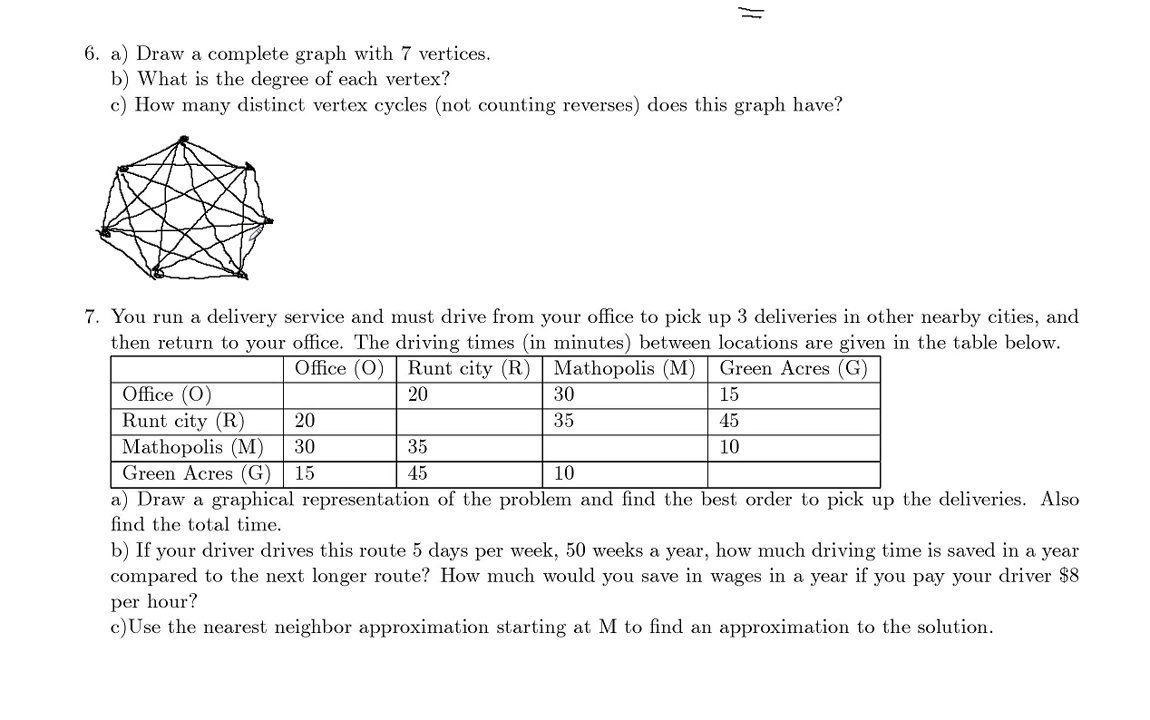 6. a) Draw a complete graph with 7 vertices.
b) What is the degree of each vertex?
c) How many distinct vertex cycles (not counting reverses) does this graph have?
7. You run a delivery service and must drive from your office to pick up 3 deliveries in other nearby cities, and
then return to your office. The driving times (in minutes) between locations are given in the table below.
Office (O) Runt city (R) Mathopolis (M) Green Acres (G)
Office (O) 20 30 15
Runt city (R) 20 35 45
Mathopolis (M) 30 35 10
Green Acres (G) 15 45 10
a) Draw a graphical representation of the problem and find the best order to pick up the deliveries. Also
find the total time.
b) If your driver drives this route 5 days per week, 50 weeks a year, how much driving time is saved in a year
compared to the next longer route? How much would you save in wages in a year if you pay your driver $8
per hour?
c)Use the nearest neighbor approximation starting at M to find an approximation to the solution.